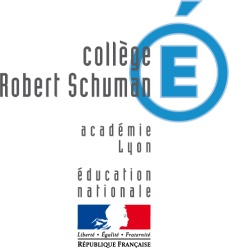 collège
Robert Schuman
É
académie
Lyon
éducation
nationale
Liberté • Égalité • Fraternité
RÉPUBLIQUE FRANÇAISE